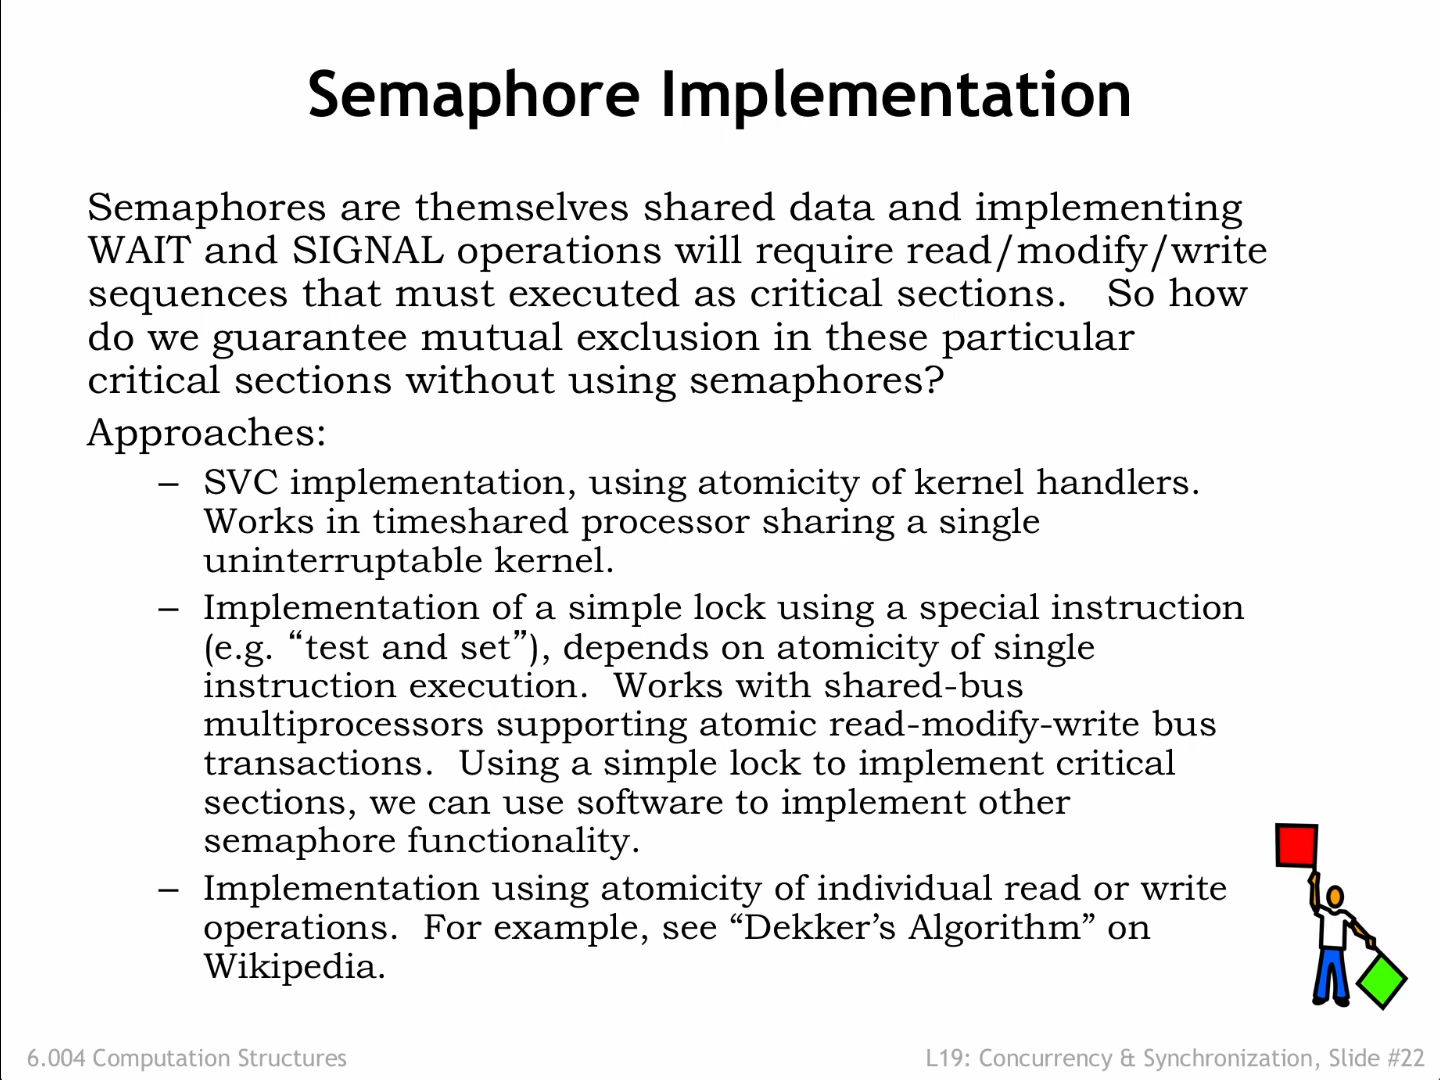 Semaphore Implementation
Semaphores are themselves shared data and implementing
WAIT and SIGNAL operations will require read/modify/write
sequences that must executed as critical sections.   So how
do we guarantee mutual exclusion in these particular
critical sections without using semaphores?
Approaches:
– SVC implementation, using atomicity of kernel handlers.
Works in timeshared processor sharing a single
uninterruptable kernel.
– Implementation of a simple lock using a special instruction
(e.g. “test and set”), depends on atomicity of single
instruction execution.  Works with shared-bus
multiprocessors supporting atomic read-modify-write bus
transactions.  Using a simple lock to implement critical
sections, we can use software to implement other
semaphore functionality.
– Implementation using atomicity of individual read or write
operations.  For example, see “Dekker’s Algorithm” on
Wikipedia.
6.004 Computation Structures
L19: Concurrency & Synchronization, Slide #22